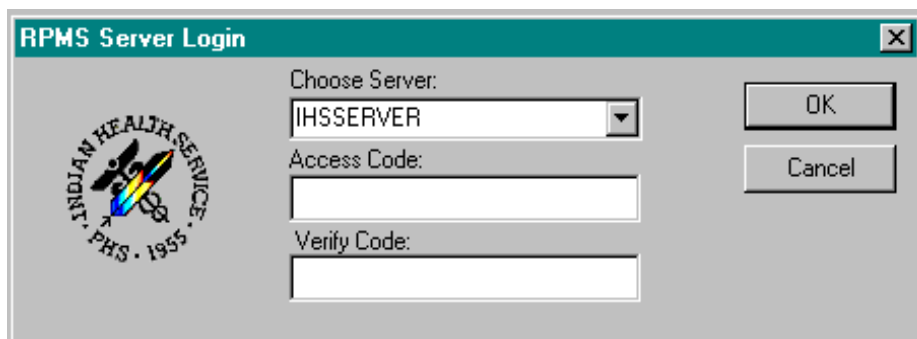 RPMS Server Login
Choose Server:
IHSSERVER
OK
Access Code:
Cancel
Verify Code:
INDIAN HEALTH SERVICE
PHS · 1955